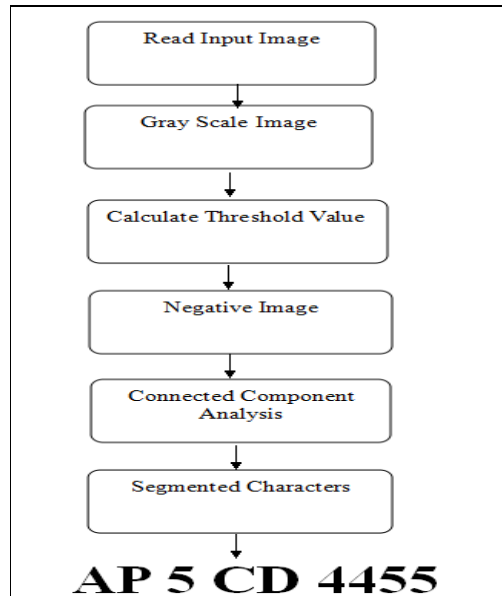 Read Input Image
Gray Scale Image
Calculate Threshold Value
Negative Image
Connected Component
Analysis
Segmented Characters
AP 5 CD 4455